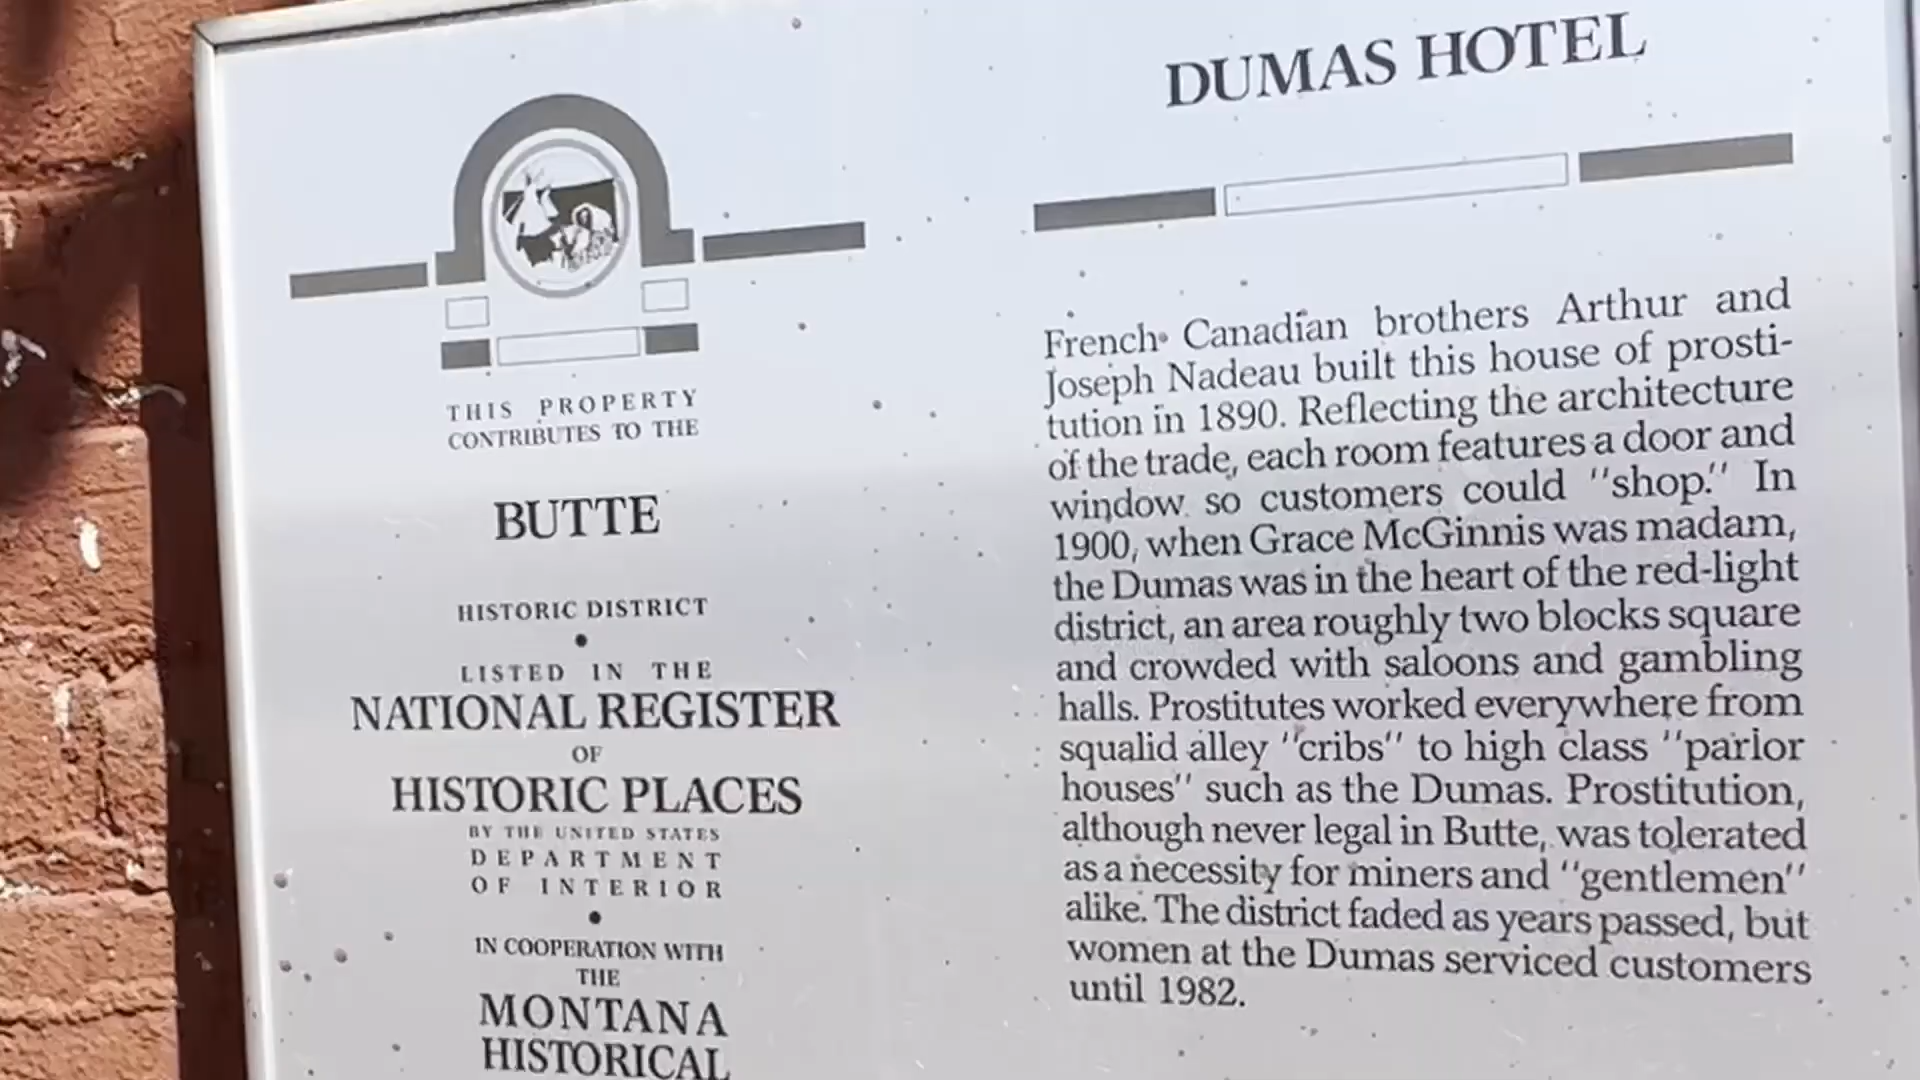 THIS PROPERTY
CONTRIBUTES TO THE
BUTTE
HISTORIC DISTRICT
•
LISTED IN THE
NATIONAL REGISTER
OF
HISTORIC PLACES
BY THE UNITED STATES
DEPARTMENT
OF INTERIOR
•
IN COOPERATION WITH
THE
MONTANA
HISTORICAL
DUMAS HOTEL
French Canadian brothers Arthur and
Joseph Nadeau built this house of prosti-
tution in 1890. Reflecting the architecture
of the trade, each room features a door and
window so customers could "shop." In
1900, when Grace McGinnis was madam,
the Dumas was in the heart of the red-light
district, an area roughly two blocks square
and crowded with saloons and gambling
halls. Prostitutes worked everywhere from
squalid alley "cribs" to high class "parlor
houses" such as the Dumas. Prostitution,
although never legal in Butte, was tolerated
as a necessity for miners and "gentlemen"
alike. The district faded as years passed, but
women at the Dumas serviced customers
until 1982.